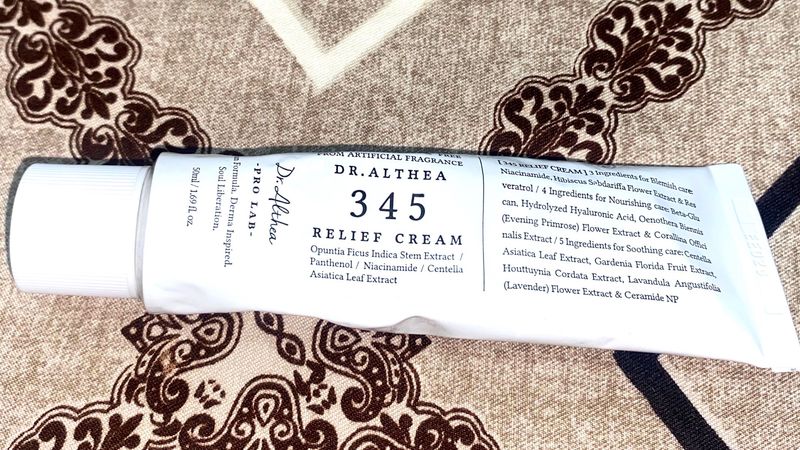 Dr. Althea
-PRO LAB-
Formula, Derma Inspired.
Soul Liberation.
50ml / 1.69 fl. oz.
FREE
FROM ARTIFICIAL FRAGRANCE
DR.ALTHEA
345
RELIEF CREAM
Opuntia Ficus Indica Stem Extract /
Panthenol / Niacinamide / Centella
Asiatica Leaf Extract
[ 345 RELIEF CREAM ] 3 Ingredients for Blemish care:
Niacinamide, Hibiscus Sabdariffa Flower Extract & Res
veratrol / 4 Ingredients for Nourishing care: Beta-Glu
can, Hydrolyzed Hyaluronic Acid, Oenothera Biennis
(Evening Primrose) Flower Extract & Corallina Offici
nalis Extract / 5 Ingredients for Soothing care: Centella
Asiatica Leaf Extract, Gardenia Florida Fruit Extract,
Houttuynia Cordata Extract, Lavandula Angustifolia
(Lavender) Flower Extract & Ceramide NP